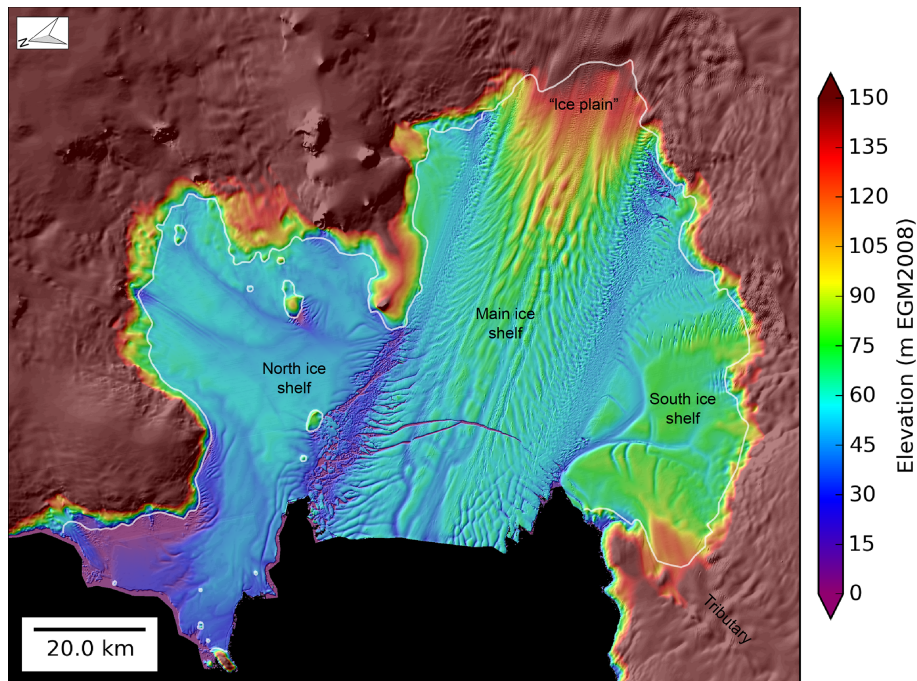 N
"Ice plain"
Main ice
shelf
North ice
shelf
South ice
shelf
Tributary
20.0 km
150
135
120
105
90
75
60
45
30
15
0
Elevation (m EGM2008)